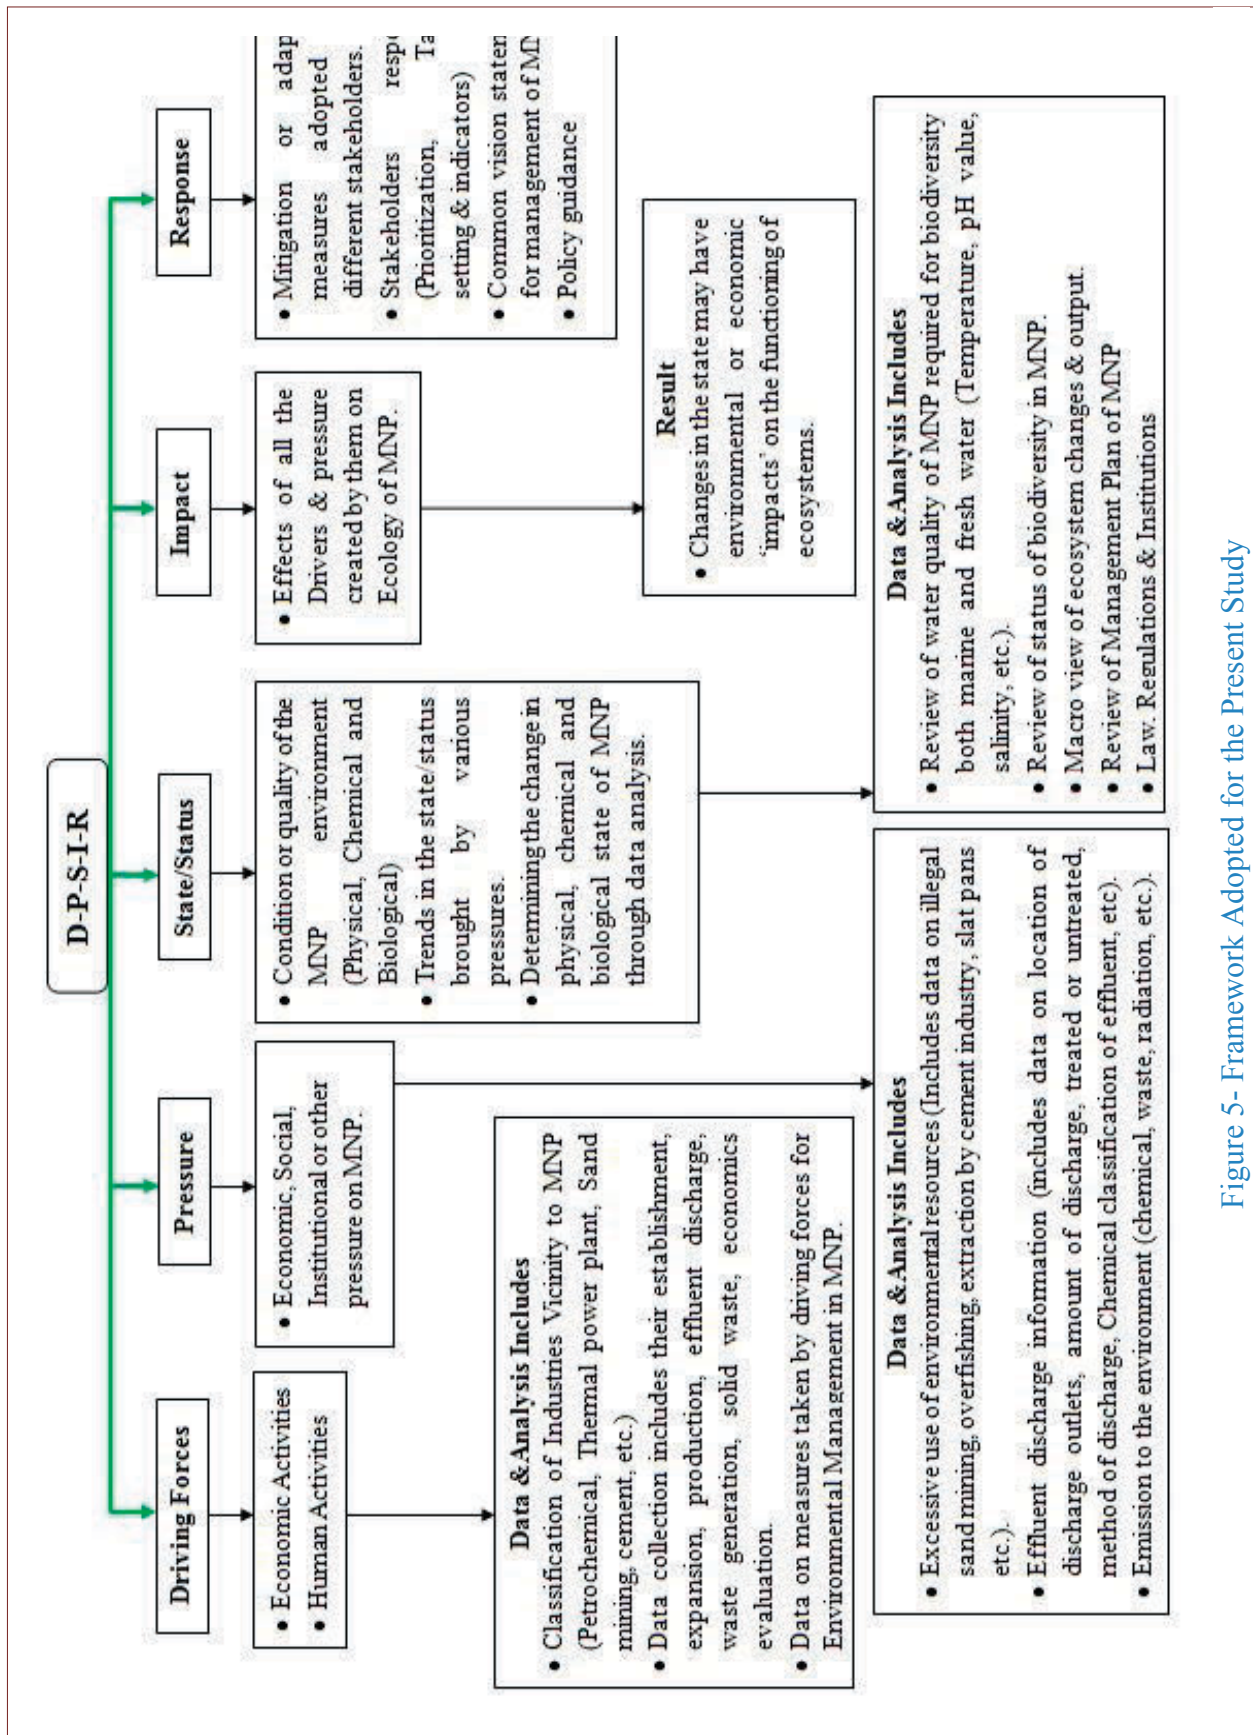 D-P-S-I-R
Driving Forces
Pressure
State/Status
Impact
Response
• Economic Activities
• Human Activities
• Economic, Social,
Institutional or other
pressure on MNP.
• Condition or quality of the
MNP environment
(Physical, Chemical and
Biological)
• Trends in the state/status
brought by various
pressures.
• Determining the change in
physical, chemical and
biological state of MNP
through data analysis.
• Effects of all the
Drivers & pressure
created by them on
Ecology of MNP.
• Mitigation or adap
measures adopted
different stakeholders.
• Stakeholders resp
(Prioritization, Ta
setting & indicators)
• Common vision staten
for management of MN
• Policy guidance
Data & Analysis Includes
• Classification of Industries Vicinity to MNP
(Petrochemical, Thermal power plant, Sand
mining, cement, etc.)
• Data collection includes their establishment,
expansion, production, effluent discharge,
waste generation, solid waste, economics
evaluation.
• Data on measures taken by driving forces for
Environmental Management in MNP.
Result
• Changes in the state may have
environmental or economic
‘impacts’ on the functioning of
ecosystems.
Data & Analysis Includes
• Excessive use of environmental resources (Includes data on illegal
sand mining, overfishing, extraction by cement industry, slat pans
etc.).
• Effluent discharge information (includes data on location of
discharge outlets, amount of discharge, treated or untreated,
method of discharge, Chemical classification of effluent, etc).
• Emission to the environment (chemical, waste, radiation, etc.).
Data & Analysis Includes
• Review of water quality of MNP required for biodiversity
both marine and fresh water (Temperature, pH value,
salinity, etc.).
• Review of status of biodiversity in MNP.
• Macro view of ecosystem changes & output.
• Review of Management Plan of MNP
• Law. Regulations & Institutions
Figure 5- Framework Adopted for the Present Study